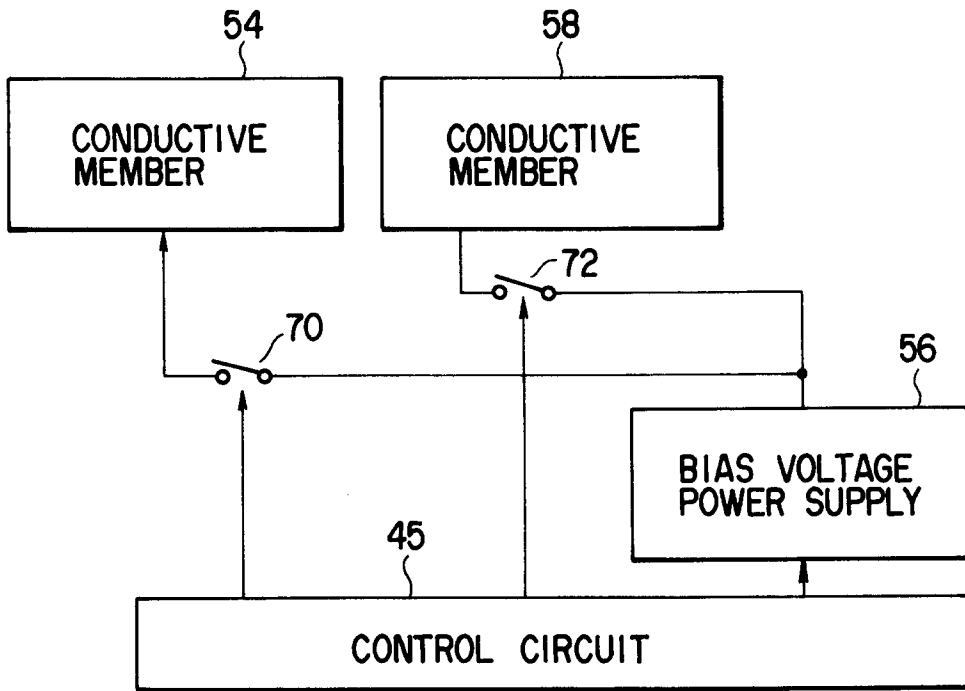 54
58
CONDUCTIVE
MEMBER
CONDUCTIVE
MEMBER
72
70
56
BIAS VOLTAGE
POWER SUPPLY
45
CONTROL CIRCUIT